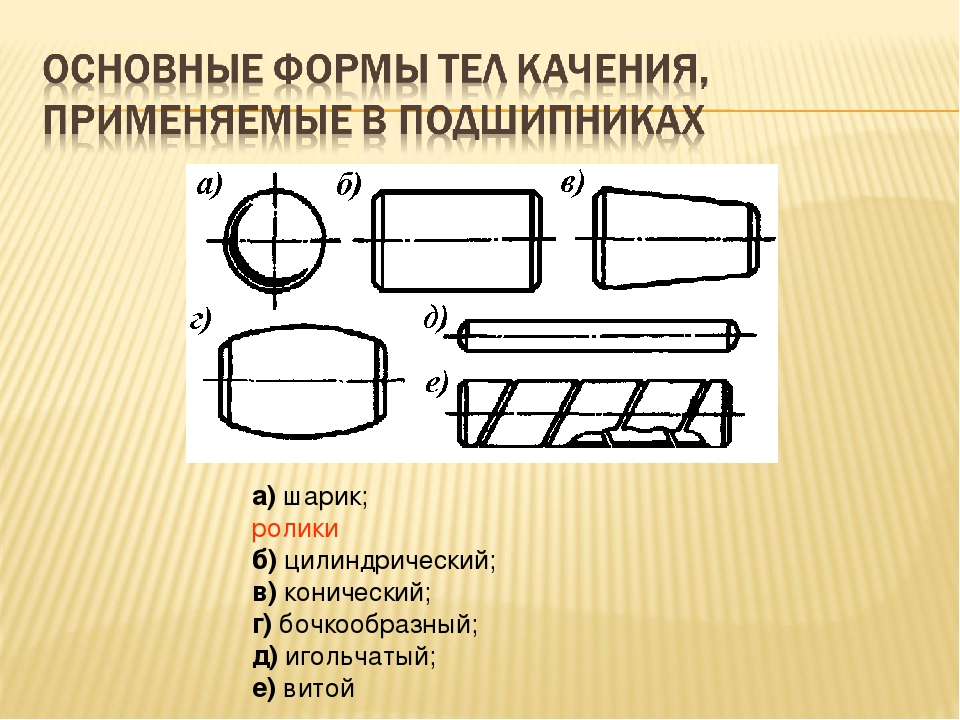 ОСНОВНЫЕ ФОРМЫ ТЕЛ КАЧЕНИЯ,
ПРИМЕНЯЕМЫЕ В ПОДШИПНИКАХ
а) б) в)
г) д)
е)
а) шарик;
ролики
б) цилиндрический;
в) конический;
г) бочкообразный;
д) игольчатый;
е) витой